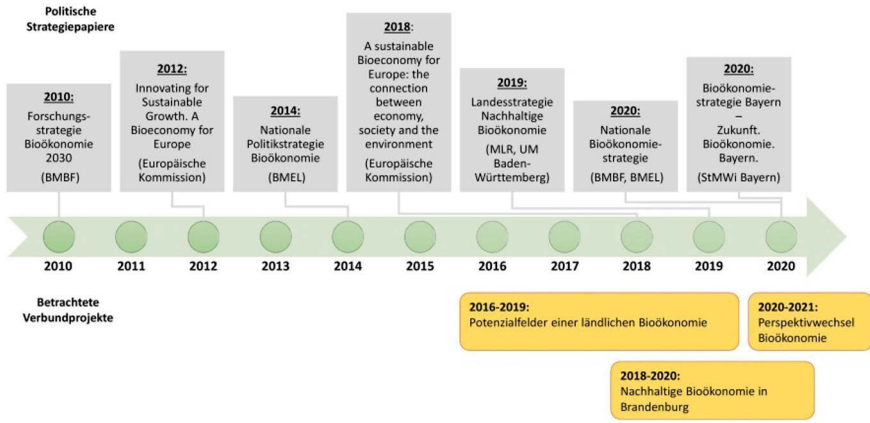 Politische
Strategiepapiere
2010:
Forschungs-
strategie
Bioökonomie
2030
(BMBF)
2012:
Innovating for
Sustainable
Growth. A
Bioeconomy for
Europe
(Europäische
Kommission)
2014:
Nationale
Politikstrategie
Bioökonomie
(BMEL)
2018:
A sustainable
Bioeconomy for
Europe: the
connection
between
economy,
society and the
environment
(Europäische
Kommission)
2019:
Landesstrategie
Nachhaltige
Bioökonomie
(MLR, UM
Baden-
Württemberg)
2020:
Nationale
Bioökonomie-
strategie
(BMBF, BMEL)
2020:
Bioökonomie-
strategie Bayern
–
Zukunft.
Bioökonomie.
Bayern.
(StMWi Bayern)
2010 2011 2012 2013 2014 2015 2016 2017 2018 2019 2020
Betrachtete
Verbundprojekte
2016-2019:
Potenzialfelder einer ländlichen Bioökonomie
2020-2021:
Perspektivwechsel
Bioökonomie
2018-2020:
Nachhaltige Bioökonomie in
Brandenburg